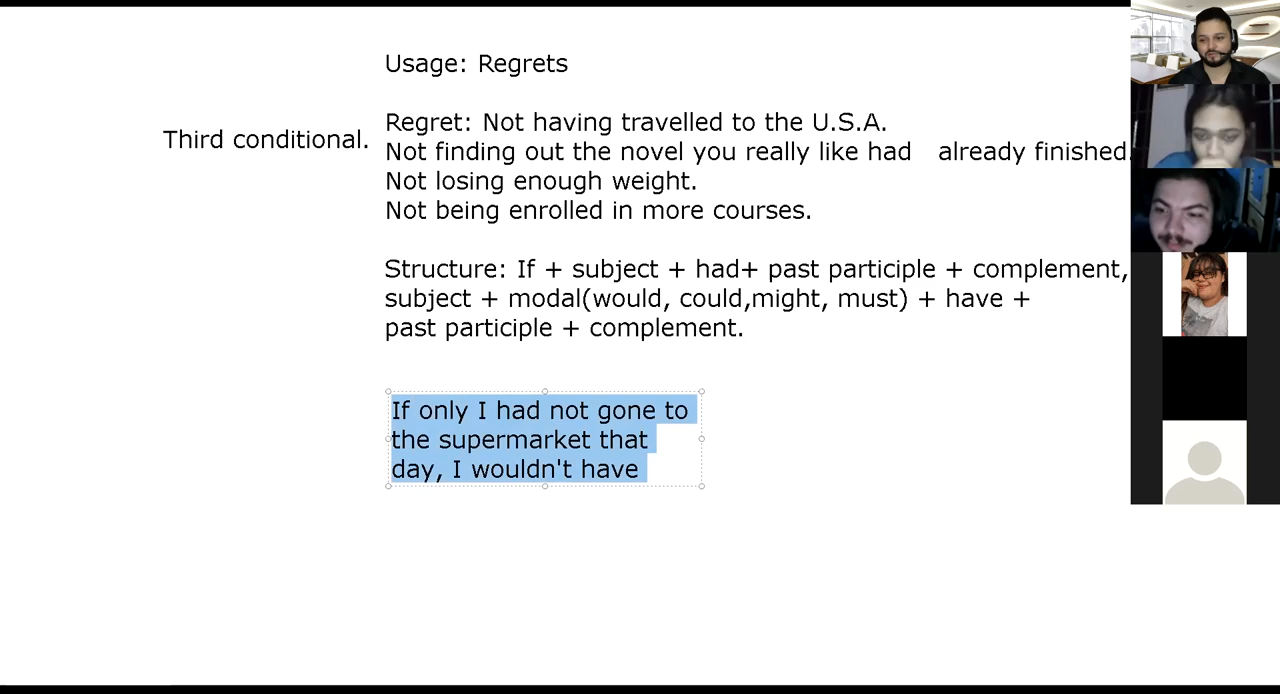 Usage: Regrets
Third conditional.
Regret: Not having travelled to the U.S.A.
Not finding out the novel you really like had already finished.
Not losing enough weight.
Not being enrolled in more courses.
Structure: If + subject + had+ past participle + complement,
subject + modal(would, could,might, must) + have +
past participle + complement.
If only I had not gone to
the supermarket that
day, I wouldn't have